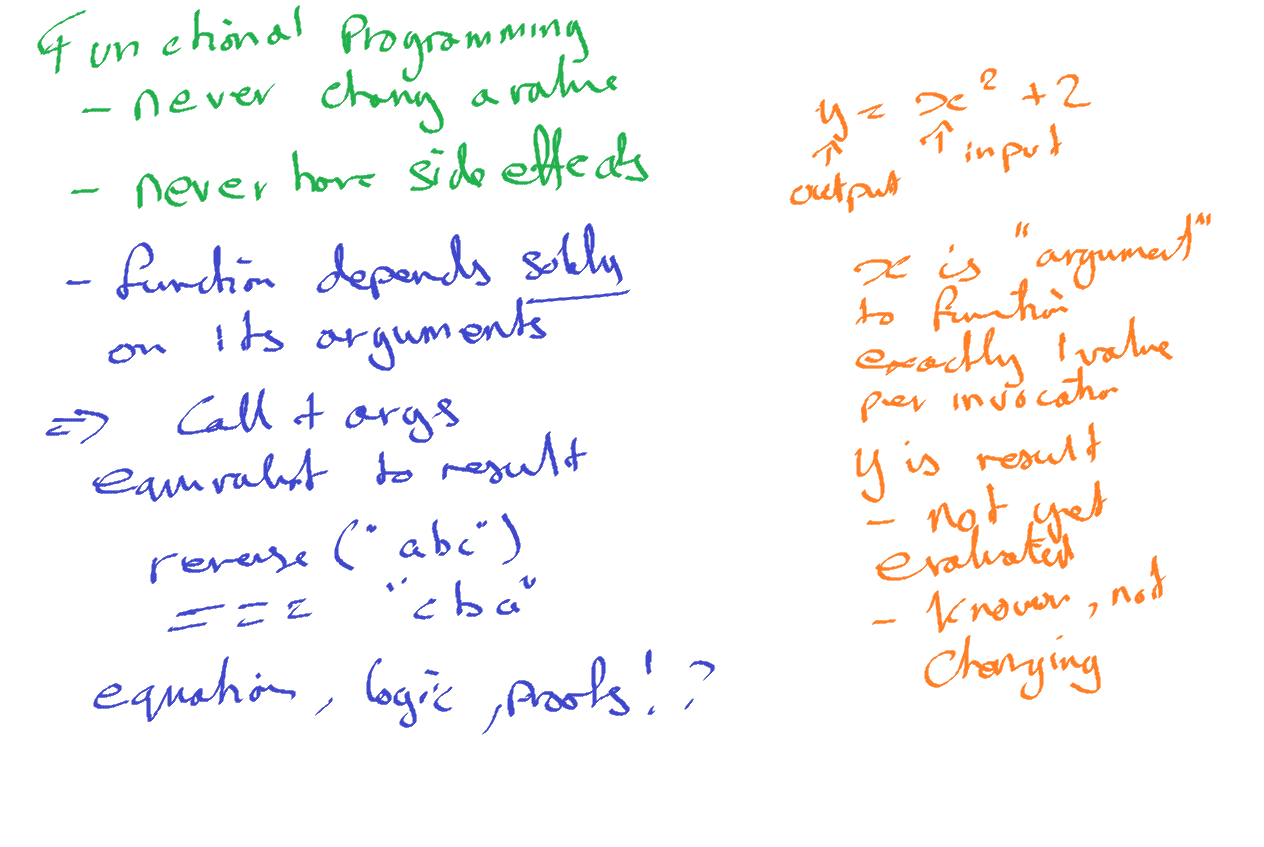 Functional Programming
- never change a value
- never have side effects
- function depends solely
on its arguments
=> Call + args
equivalent to result
reverse ("abc")
=== "cba"
equation, logic, proofs!?
y = x² + 2
↑ ↑ input
output
x is "argument"
to function
exactly 1 value
per invocation
y is result
- not yet
evaluated
- known, not
changing